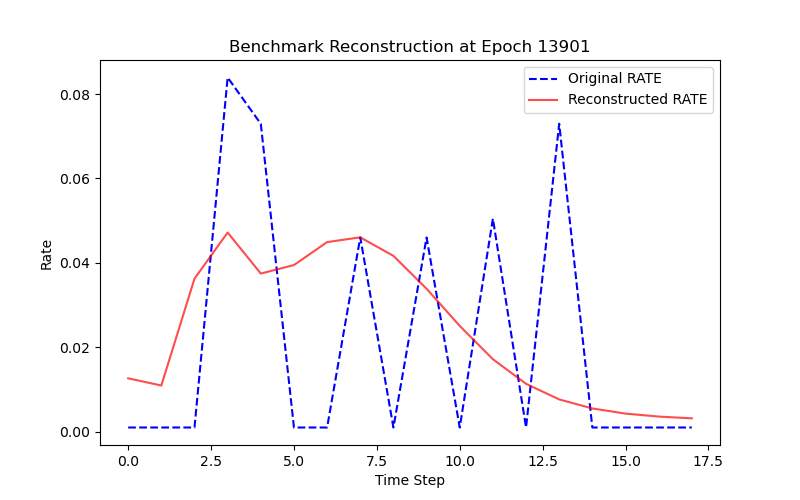 Benchmark Reconstruction at Epoch 13901
Original RATE
Reconstructed RATE
Rate
0.08
0.06
0.04
0.02
0.00
0.0 2.5 5.0 7.5 10.0 12.5 15.0 17.5
Time Step